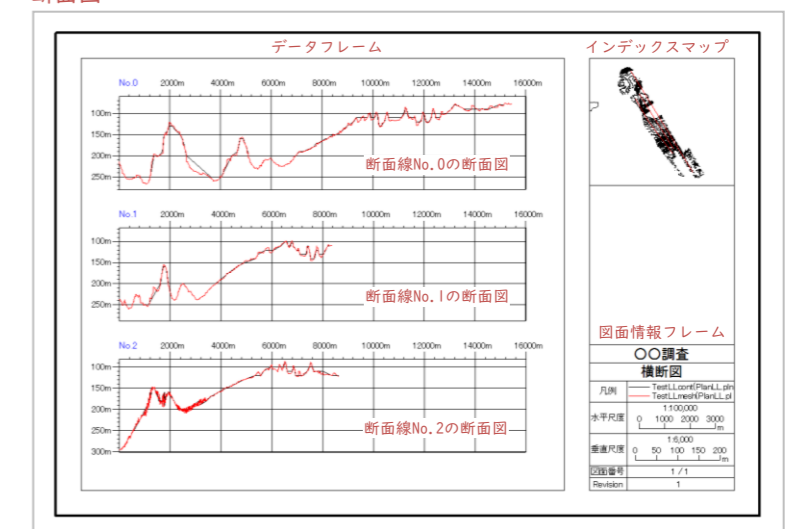 データフレーム
インデックスマップ
No.0 2000m 4000m 6000m 8000m 10000m 12000m 14000m 16000m
100m
150m
200m
250m
断面線No.0の断面図
No.1 2000m 4000m 6000m 8000m 10000m 12000m 14000m 16000m
100m
150m
200m
250m
断面線No.1の断面図
No.2 2000m 4000m 6000m 8000m 10000m 12000m 14000m 16000m
100m
150m
200m
250m
300m
断面線No.2の断面図
図面情報フレーム
〇〇調査
横断図
凡例
TestLLcont(PlanLL.pln
TestLLmesh(PlanLL.pl
水平尺度
1:100,000
0 1000 2000 3000
m
垂直尺度
1:6,000
0 50 100 150 200
m
図面番号 1 / 1
Revision 1